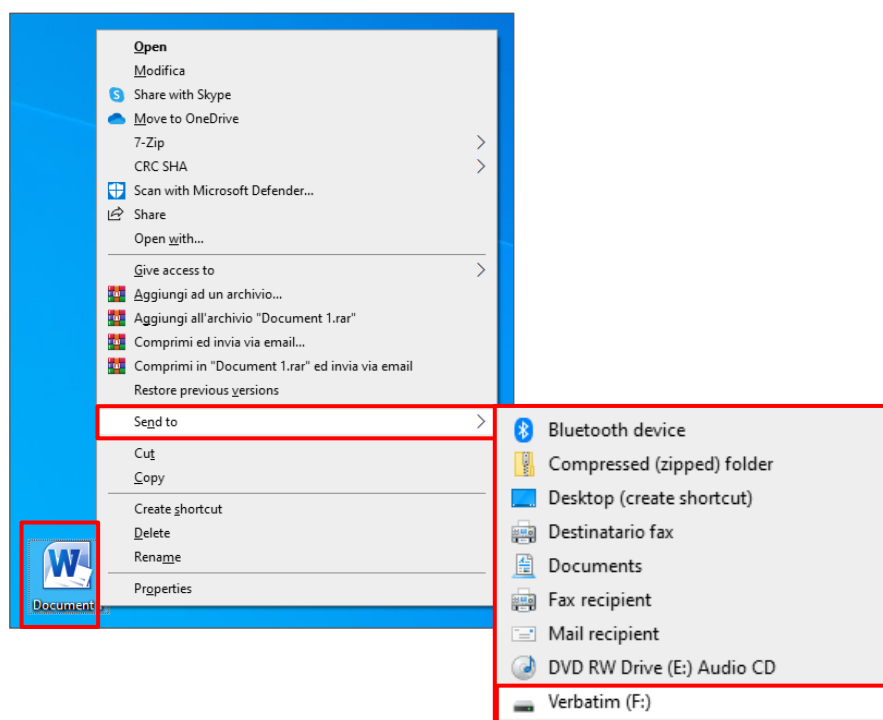 Open
Modifica
Share with Skype
Move to OneDrive
7-Zip
CRC SHA
Scan with Microsoft Defender...
Share
Open with...
Give access to
Aggiungi ad un archivio...
Aggiungi all'archivio "Document 1.rar"
Comprimi ed invia via email...
Comprimi in "Document 1.rar" ed invia via email
Restore previous versions
Send to
Cut
Copy
Create shortcut
Delete
Rename
Properties
Document
Bluetooth device
Compressed (zipped) folder
Desktop (create shortcut)
Destinatario fax
Documents
Fax recipient
Mail recipient
DVD RW Drive (E:) Audio CD
Verbatim (F:)